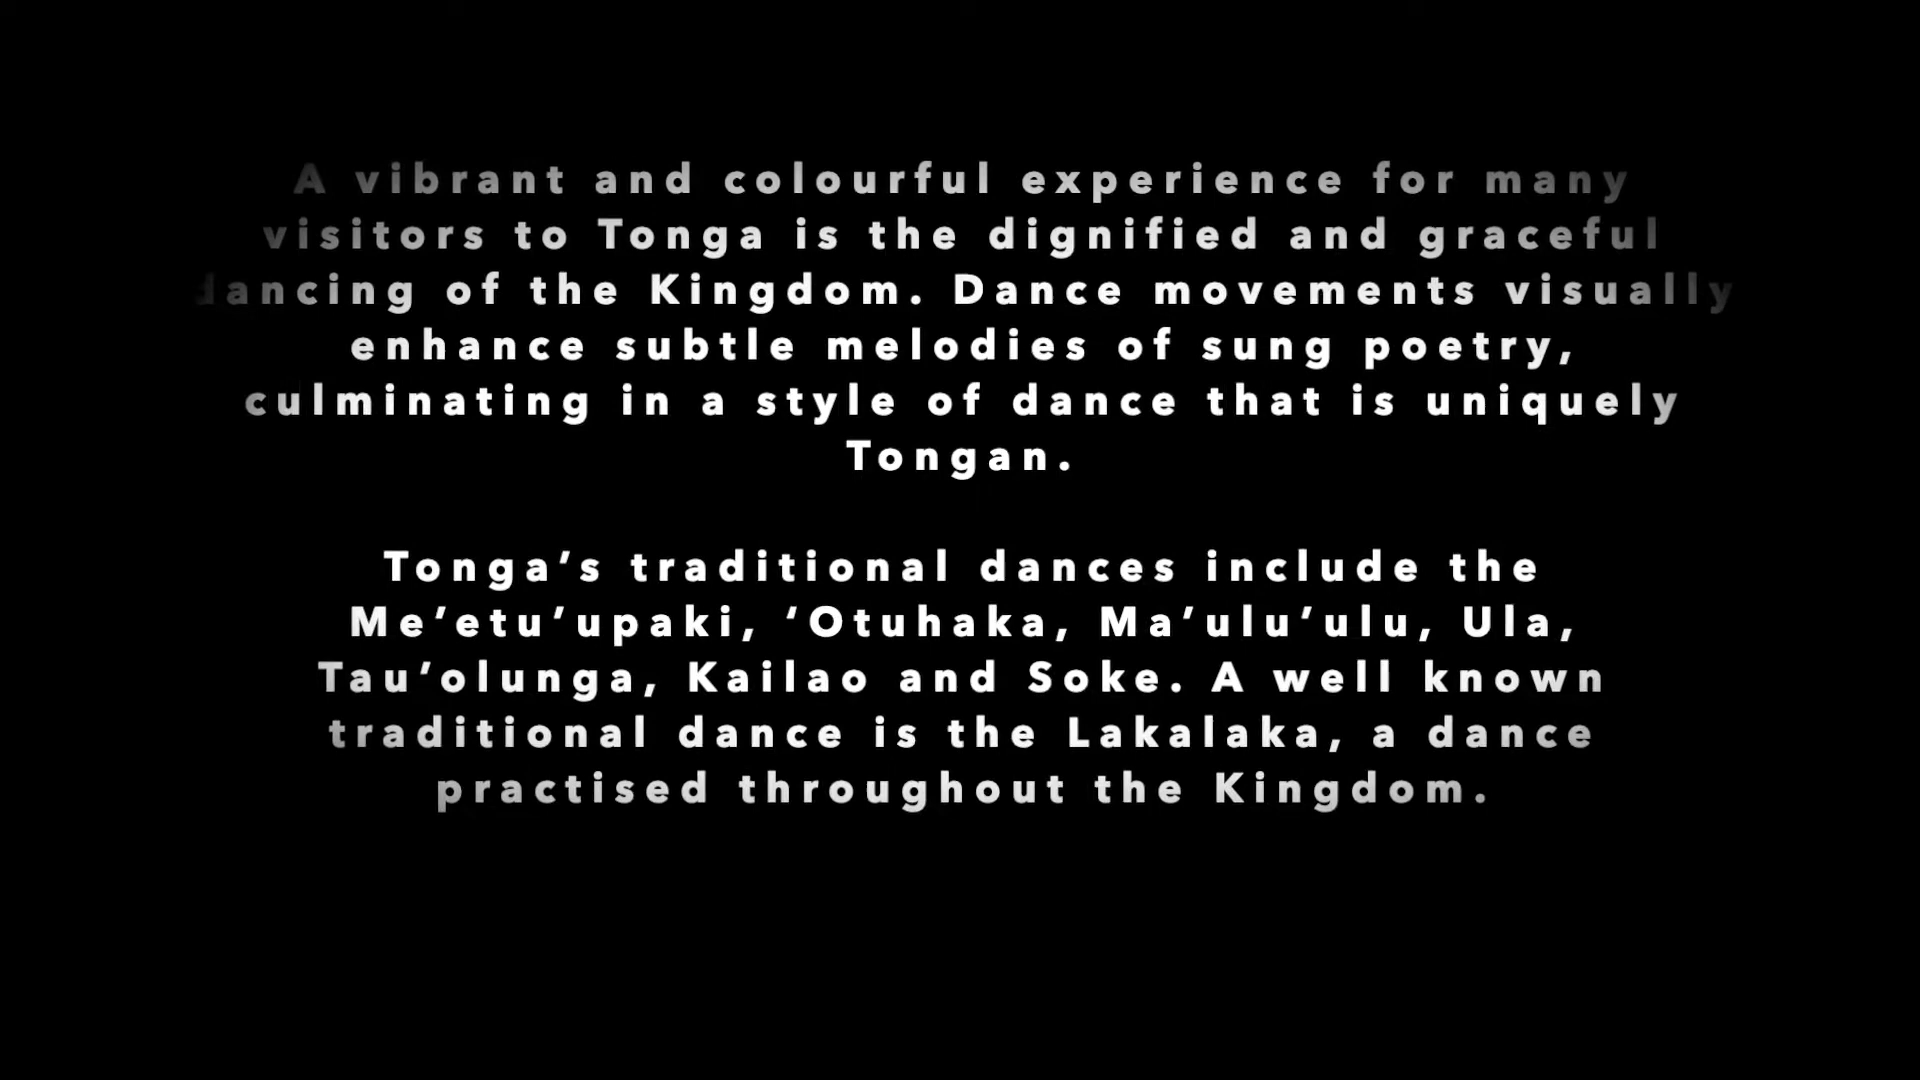 A vibrant and colourful experience for many
visitors to Tonga is the dignified and graceful
dancing of the Kingdom. Dance movements visually
enhance subtle melodies of sung poetry,
culminating in a style of dance that is uniquely
Tongan.
Tonga’s traditional dances include the
Me’etu’upaki, ‘Otuhaka, Ma’ulu’ulu, Ula,
Tau’olunga, Kailao and Soke. A well known
traditional dance is the Lakalaka, a dance
practised throughout the Kingdom.